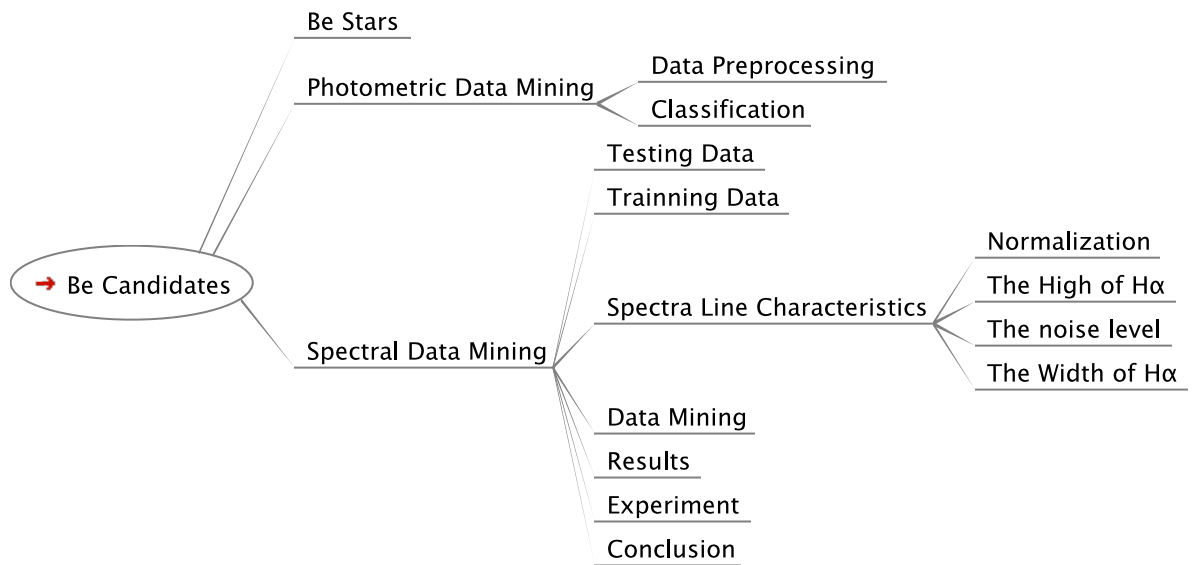 Be Stars
Photometric Data Mining
Data Preprocessing
Classification
Testing Data
Trainning Data
Be Candidates
Spectral Data Mining
Spectra Line Characteristics
Normalization
The High of Hα
The noise level
The Width of Hα
Data Mining
Results
Experiment
Conclusion